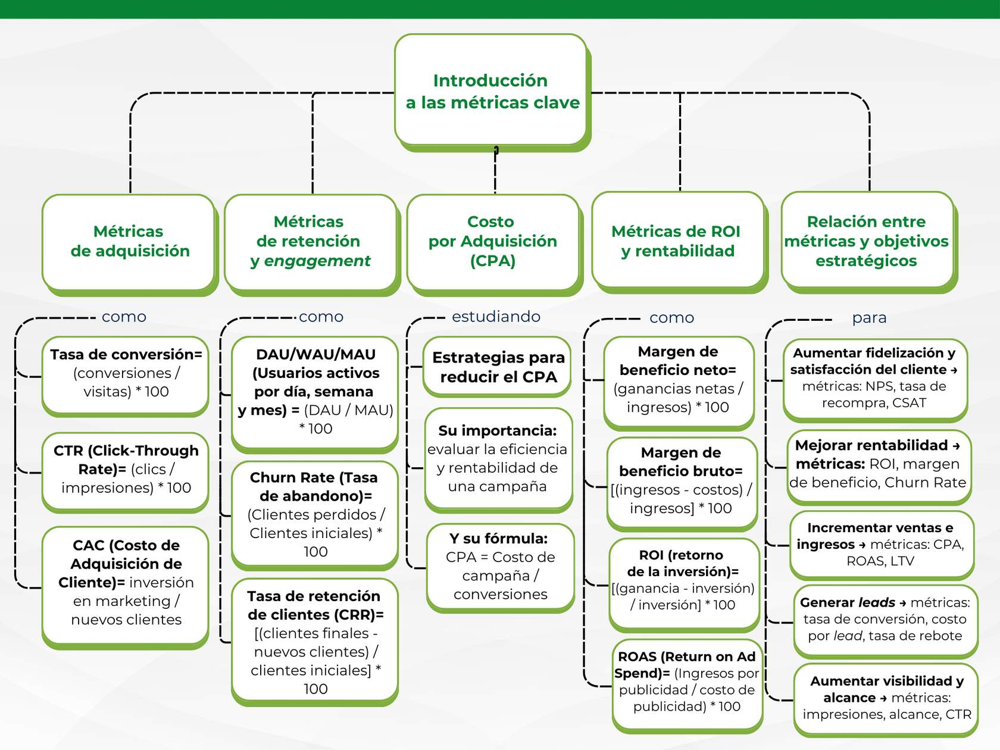 Introducción
a las métricas clave
Métricas
de adquisición
como
Tasa de conversión=
(conversiones /
visitas) * 100
CTR (Click-Through
Rate)= (clics /
impresiones) * 100
CAC (Costo de
Adquisición de
Cliente)= inversión
en marketing /
nuevos clientes
Métricas
de retención
y engagement
como
DAU/WAU/MAU
(Usuarios activos
por día, semana
y mes) = (DAU / MAU)
* 100
Churn Rate (Tasa
de abandono)=
(Clientes perdidos /
Clientes iniciales) *
100
Tasa de retención
de clientes (CRR)=
[(clientes finales -
nuevos clientes) /
clientes iniciales] *
100
Costo
por Adquisición
(CPA)
estudiando
Estrategias para
reducir el CPA
Su importancia:
evaluar la eficiencia
y rentabilidad de
una campaña
Y su fórmula:
CPA = Costo de
campaña /
conversiones
Métricas de ROI
y rentabilidad
como
Margen de
beneficio neto=
(ganancias netas /
ingresos) * 100
Margen de
beneficio bruto=
[(ingresos - costos) /
ingresos] * 100
ROI (retorno
de la inversión)=
[(ganancia - inversión)
/ inversión] * 100
ROAS (Return on Ad
Spend)= (Ingresos por
publicidad / costo de
publicidad) * 100
Relación entre
métricas y objetivos
estratégicos
para
Aumentar fidelización y
satisfacción del cliente →
métricas: NPS, tasa de
recompra, CSAT
Mejorar rentabilidad →
métricas: ROI, margen
de beneficio, Churn Rate
Incrementar ventas e
ingresos → métricas: CPA,
ROAS, LTV
Generar leads → métricas:
tasa de conversión, costo
por lead, tasa de rebote
Aumentar visibilidad y
alcance → métricas:
impresiones, alcance, CTR